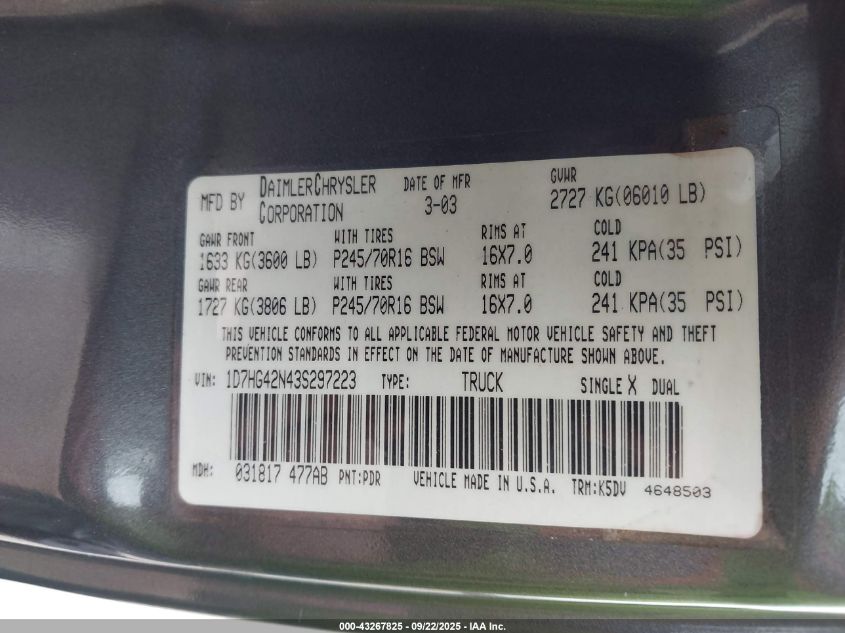 MFD BY DAIMLERCHRYSLER CORPORATION DATE OF MFR 3-03 GVWR 2727 KG(06010 LB)
GAWR FRONT WITH TIRES RIMS AT COLD
1633 KG(3600 LB) P245/70R16 BSW 16X7.0 241 KPA(35 PSI)
GAWR REAR WITH TIRES RIMS AT COLD
1727 KG(3806 LB) P245/70R16 BSW 16X7.0 241 KPA(35 PSI)
THIS VEHICLE CONFORMS TO ALL APPLICABLE FEDERAL MOTOR VEHICLE SAFETY AND THEFT
PREVENTION STANDARDS IN EFFECT ON THE DATE OF MANUFACTURE SHOWN ABOVE.
VIN: 1D7HG42N43S297223 TYPE: TRUCK SINGLE X DUAL
MDH: 031817 477AB PNT:PDR VEHICLE MADE IN U.S.A. TRM:K5DV 4648503
000-43267825 - 09/22/2025 - IAA Inc.